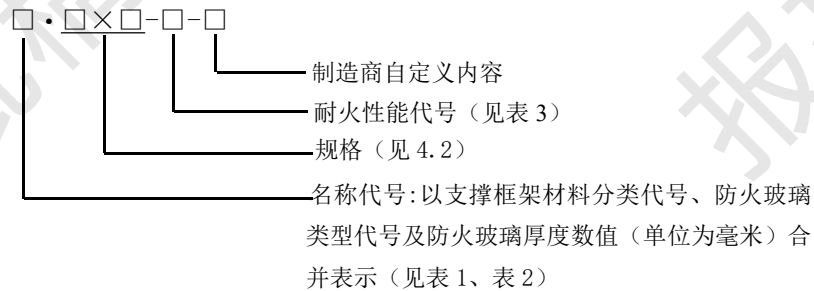 □·□×□-□-□
制造商自定义内容
耐火性能代号（见表 3）
规格（见 4.2）
名称代号:以支撑框架材料分类代号、防火玻璃
类型代号及防火玻璃厚度数值（单位为毫米）合
并表示（见表 1、表 2）
报